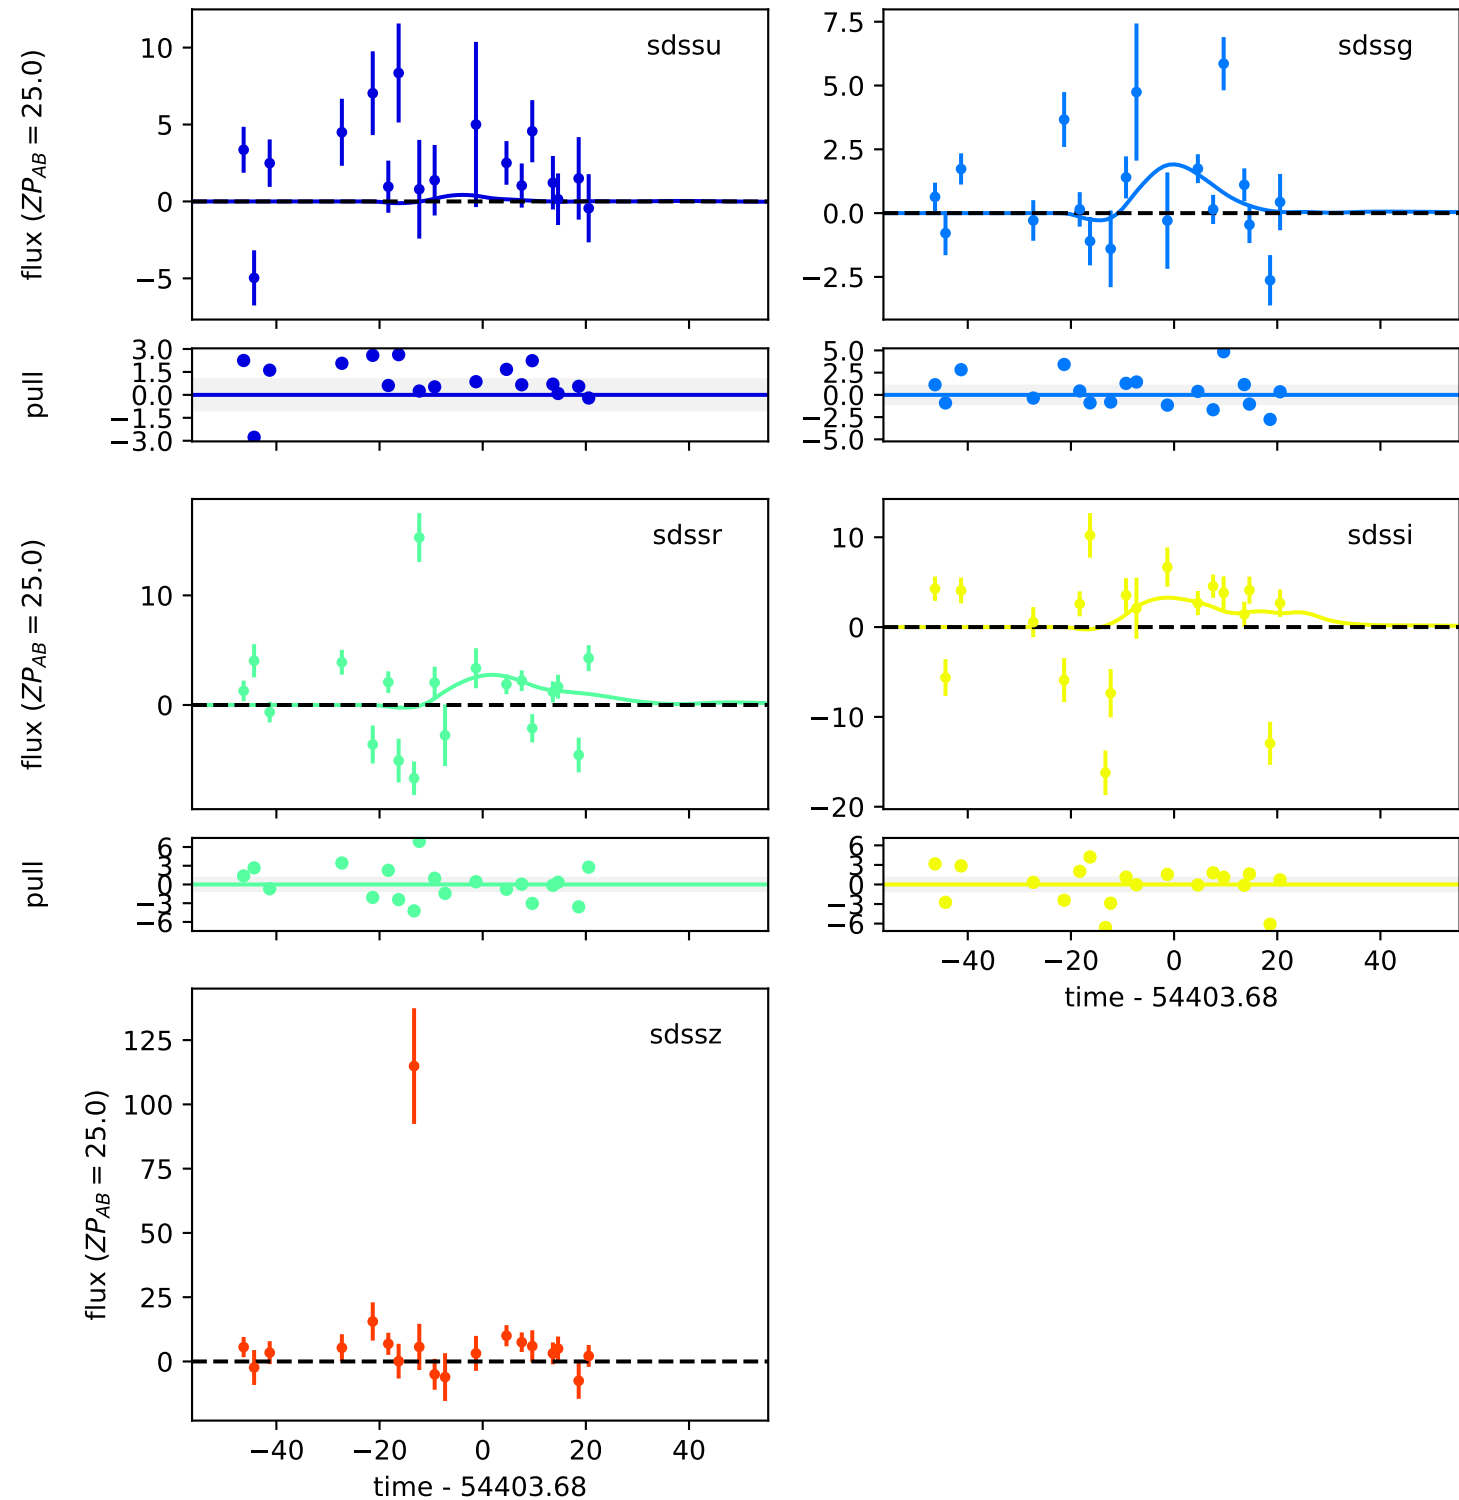 sdssu
flux (ZP_AB = 25.0)
10
5
0
−5
sdssg
7.5
5.0
2.5
0.0
−2.5
pull
3.0
1.5
0.0
−1.5
−3.0
5.0
2.5
0.0
−2.5
−5.0
sdssr
flux (ZP_AB = 25.0)
10
0
sdssi
10
0
−10
−20
pull
6
3
0
−3
−6
6
3
0
−3
−6
−40 −20 0 20 40
time - 54403.68
sdssz
flux (ZP_AB = 25.0)
125
100
75
50
25
0
−40 −20 0 20 40
time - 54403.68